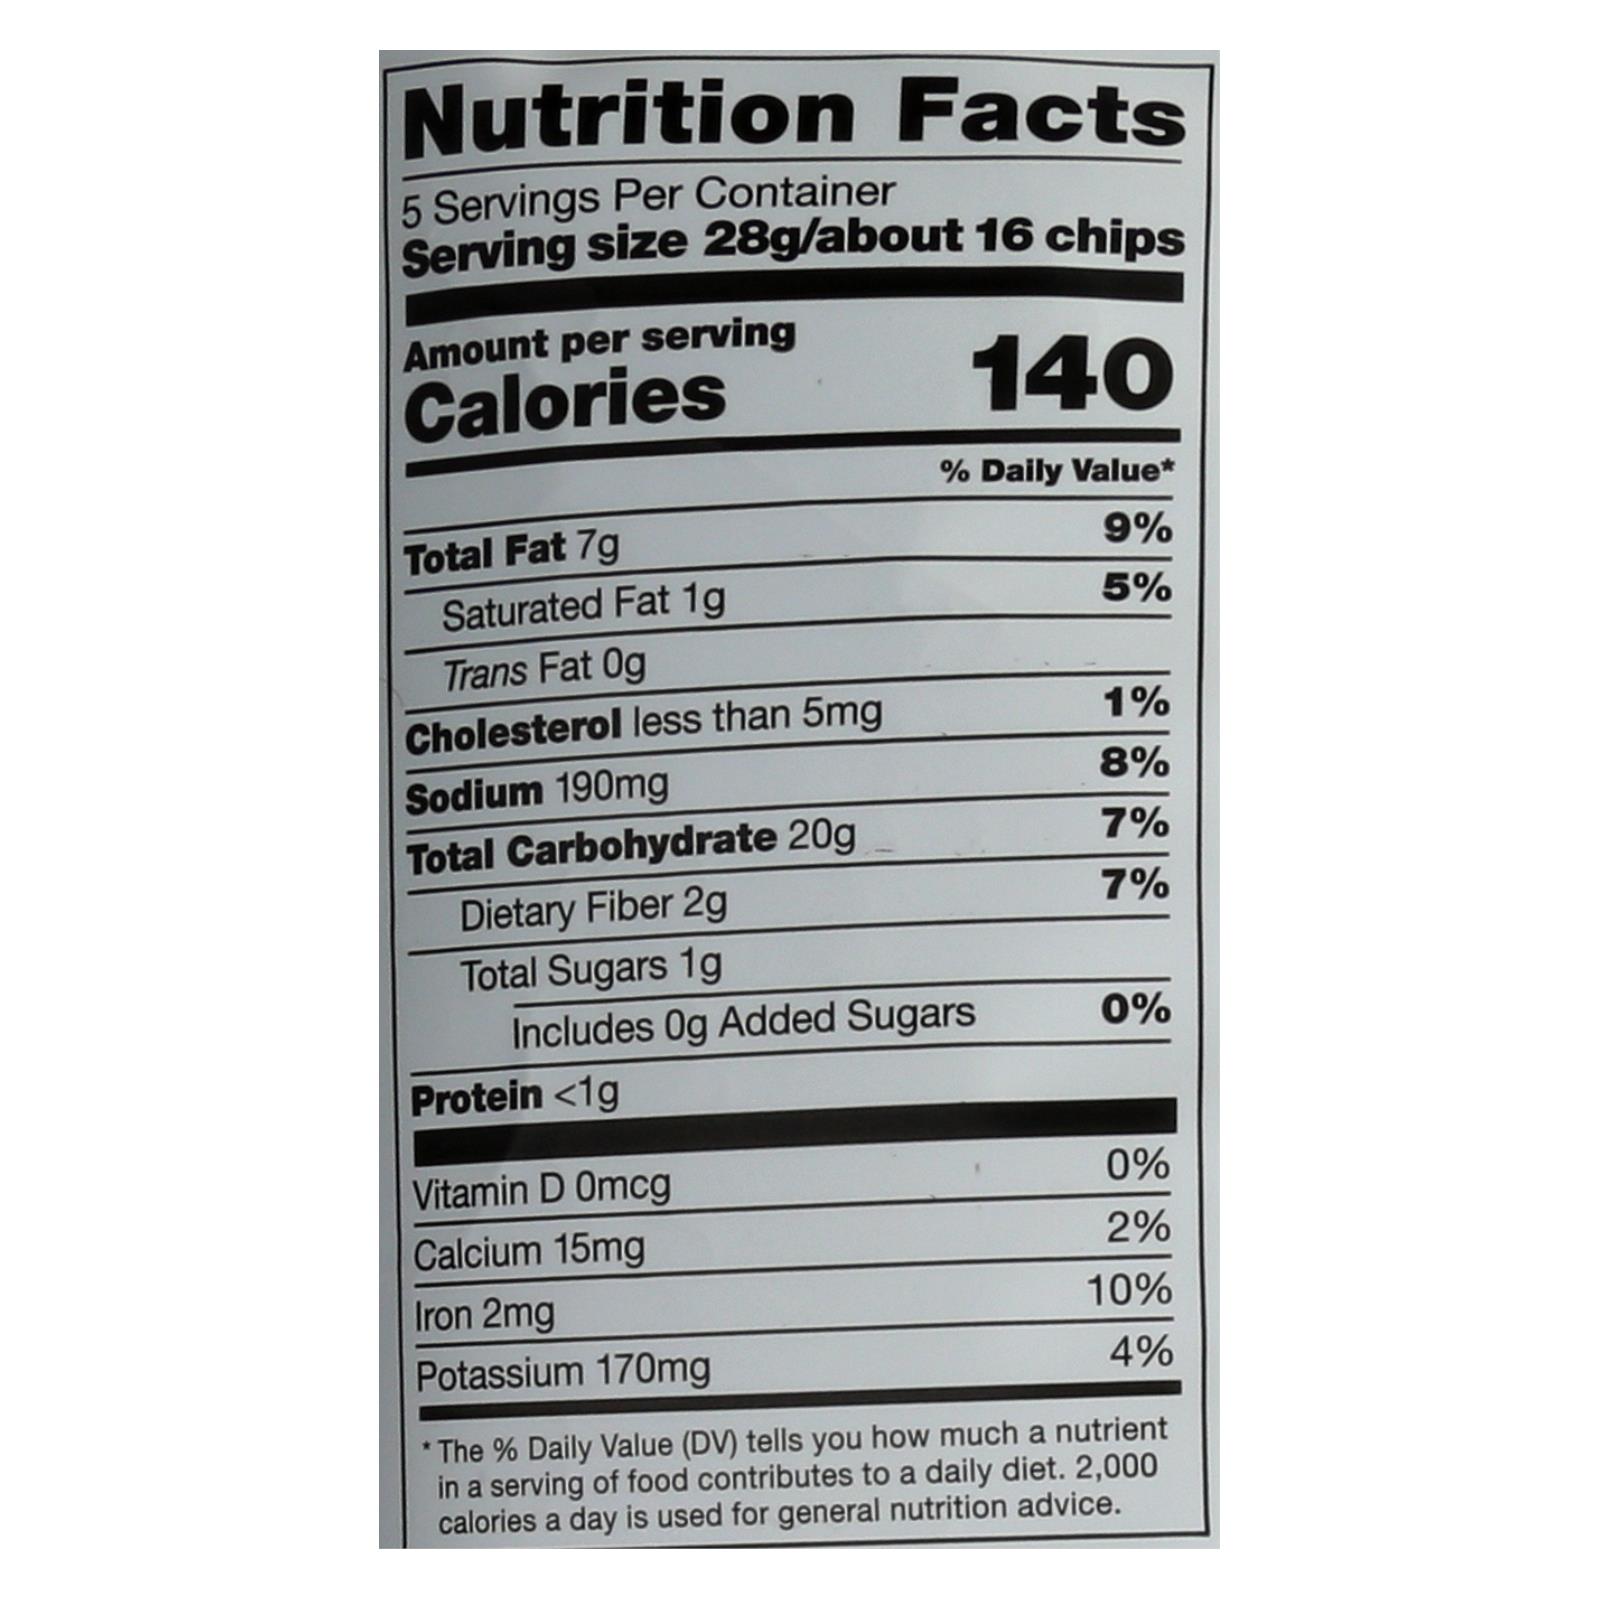 Nutrition Facts
5 Servings Per Container
Serving size 28g/about 16 chips
Amount per serving
Calories 140
% Daily Value*
Total Fat 7g 9%
Saturated Fat 1g 5%
Trans Fat 0g
Cholesterol less than 5mg 1%
Sodium 190mg 8%
Total Carbohydrate 20g 7%
Dietary Fiber 2g 7%
Total Sugars 1g
Includes 0g Added Sugars 0%
Protein <1g
Vitamin D 0mcg 0%
Calcium 15mg 2%
Iron 2mg 10%
Potassium 170mg 4%
* The % Daily Value (DV) tells you how much a nutrient
in a serving of food contributes to a daily diet. 2,000
calories a day is used for general nutrition advice.